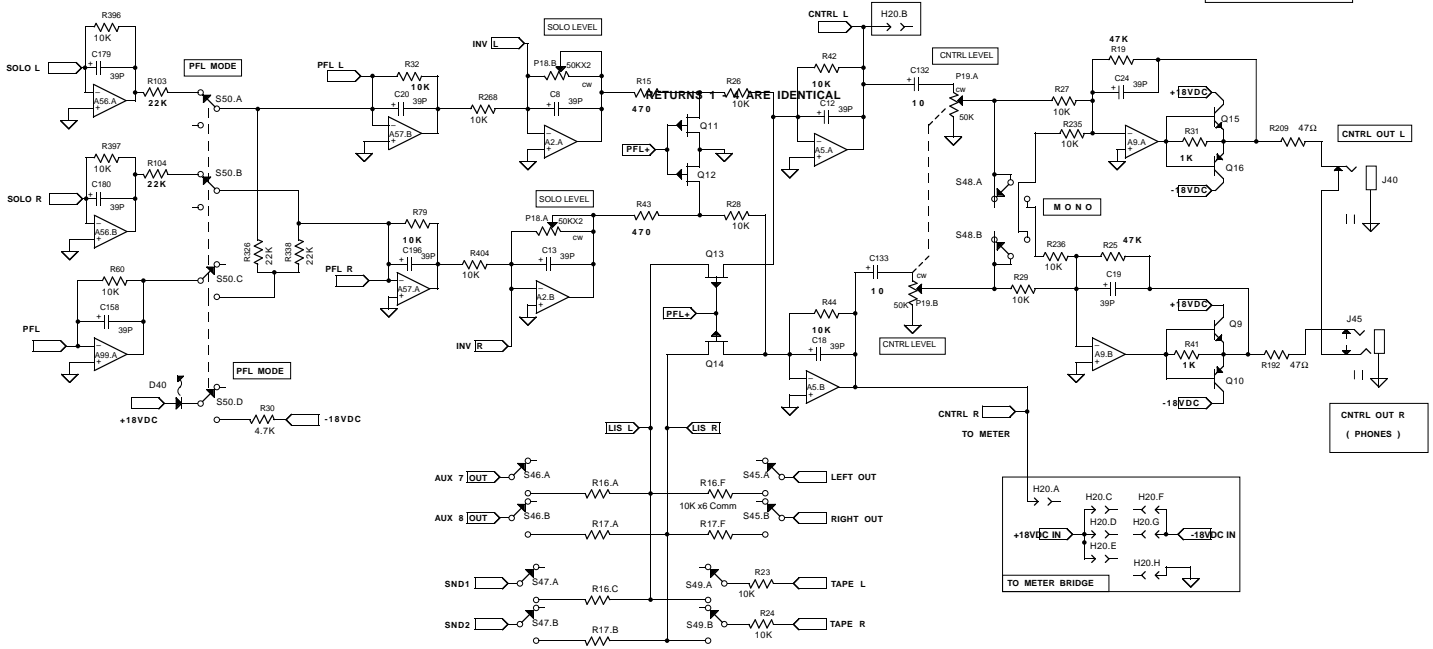 R396
10K
C179
39P
SOLO L
A56.A
R103
22K
PFL MODE
S50.A
R397
10K
C180
39P
SOLO R
A56.B
R104
22K
S50.B
R326
22K
R338
22K
R60
10K
C158
39P
PFL
A99.A
S50.C
PFL MODE
D40
+18VDC
S50.D
R30
4.7K
-18VDC
PFL L
R32
10K
C20
39P
A57.B
R268
10K
INV L
SOLO LEVEL
P18.B
50KX2
CW
C8
39P
A2.A
R15
470
R26
10K
RETURNS 1 - 4 ARE IDENTICAL
Q11
PFL+
Q12
R79
10K
C196
39P
PFL R
A57.A
R404
10K
SOLO LEVEL
P18.A
50KX2
CW
C13
39P
A2.B
INV R
R43
470
R28
10K
Q13
PFL+
Q14
CNTRL L
H20.B
R42
10K
C12
39P
A5.A
C132
10
CNTRL LEVEL
P19.A
50K
R44
10K
C18
39P
A5.B
C133
10
CW
50K
P19.B
CNTRL LEVEL
S48.A
MONO
S48.B
R27
10K
R235
10K
47K
R19
C24
39P
A9.A
+18VDC
Q15
R31
1K
Q16
-18VDC
R209
47Ω
CNTRL OUT L
J40
R236
10K
47K
R25
C19
39P
R29
10K
A9.B
+18VDC
Q9
R41
1K
Q10
-18VDC
R192
47Ω
J45
CNTRL OUT R
( PHONES )
CNTRL R
TO METER
LIS L
LIS R
AUX 7 OUT
S46.A
R16.A
R16.F
10K x6 Comm
S45.A
LEFT OUT
AUX 8 OUT
S46.B
R17.A
R17.F
S45.B
RIGHT OUT
SND1
S47.A
R16.C
S49.A
R23
10K
TAPE L
SND2
S47.B
R17.B
S49.B
R24
10K
TAPE R
H20.A
H20.C
H20.F
H20.D
H20.G
+18VDC IN
-18VDC IN
H20.E
H20.H
TO METER BRIDGE